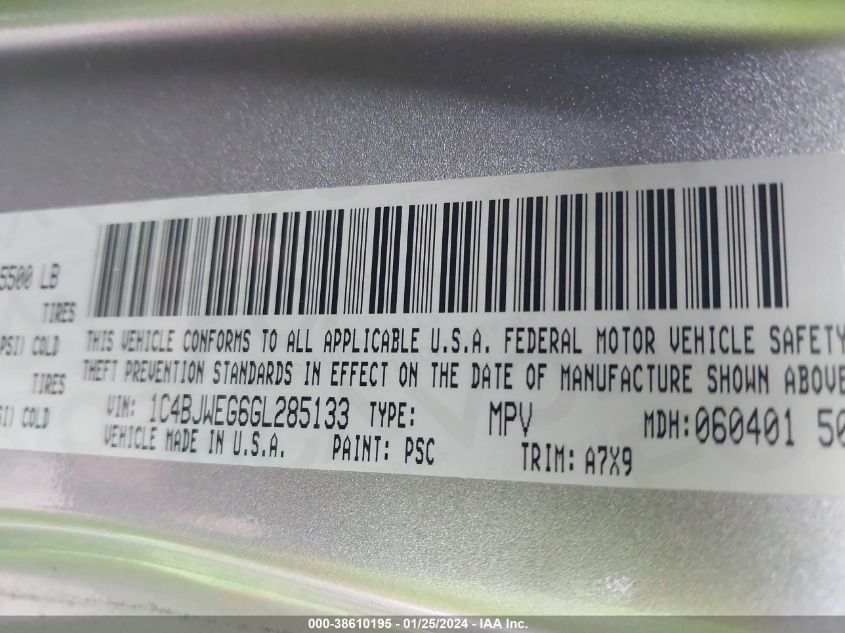 5500 LB
TIRES
PSI) COLD
TIRES
SI) COLD
THIS VEHICLE CONFORMS TO ALL APPLICABLE U.S.A. FEDERAL MOTOR VEHICLE SAFETY
THEFT PREVENTION STANDARDS IN EFFECT ON THE DATE OF MANUFACTURE SHOWN ABOVE
VIN: 1C4BJWEG6GL285133 TYPE: MPV MDH:060401 50
VEHICLE MADE IN U.S.A. PAINT: PSC TRIM: A7X9
000-38610195 - 01/25/2024 - IAA Inc.